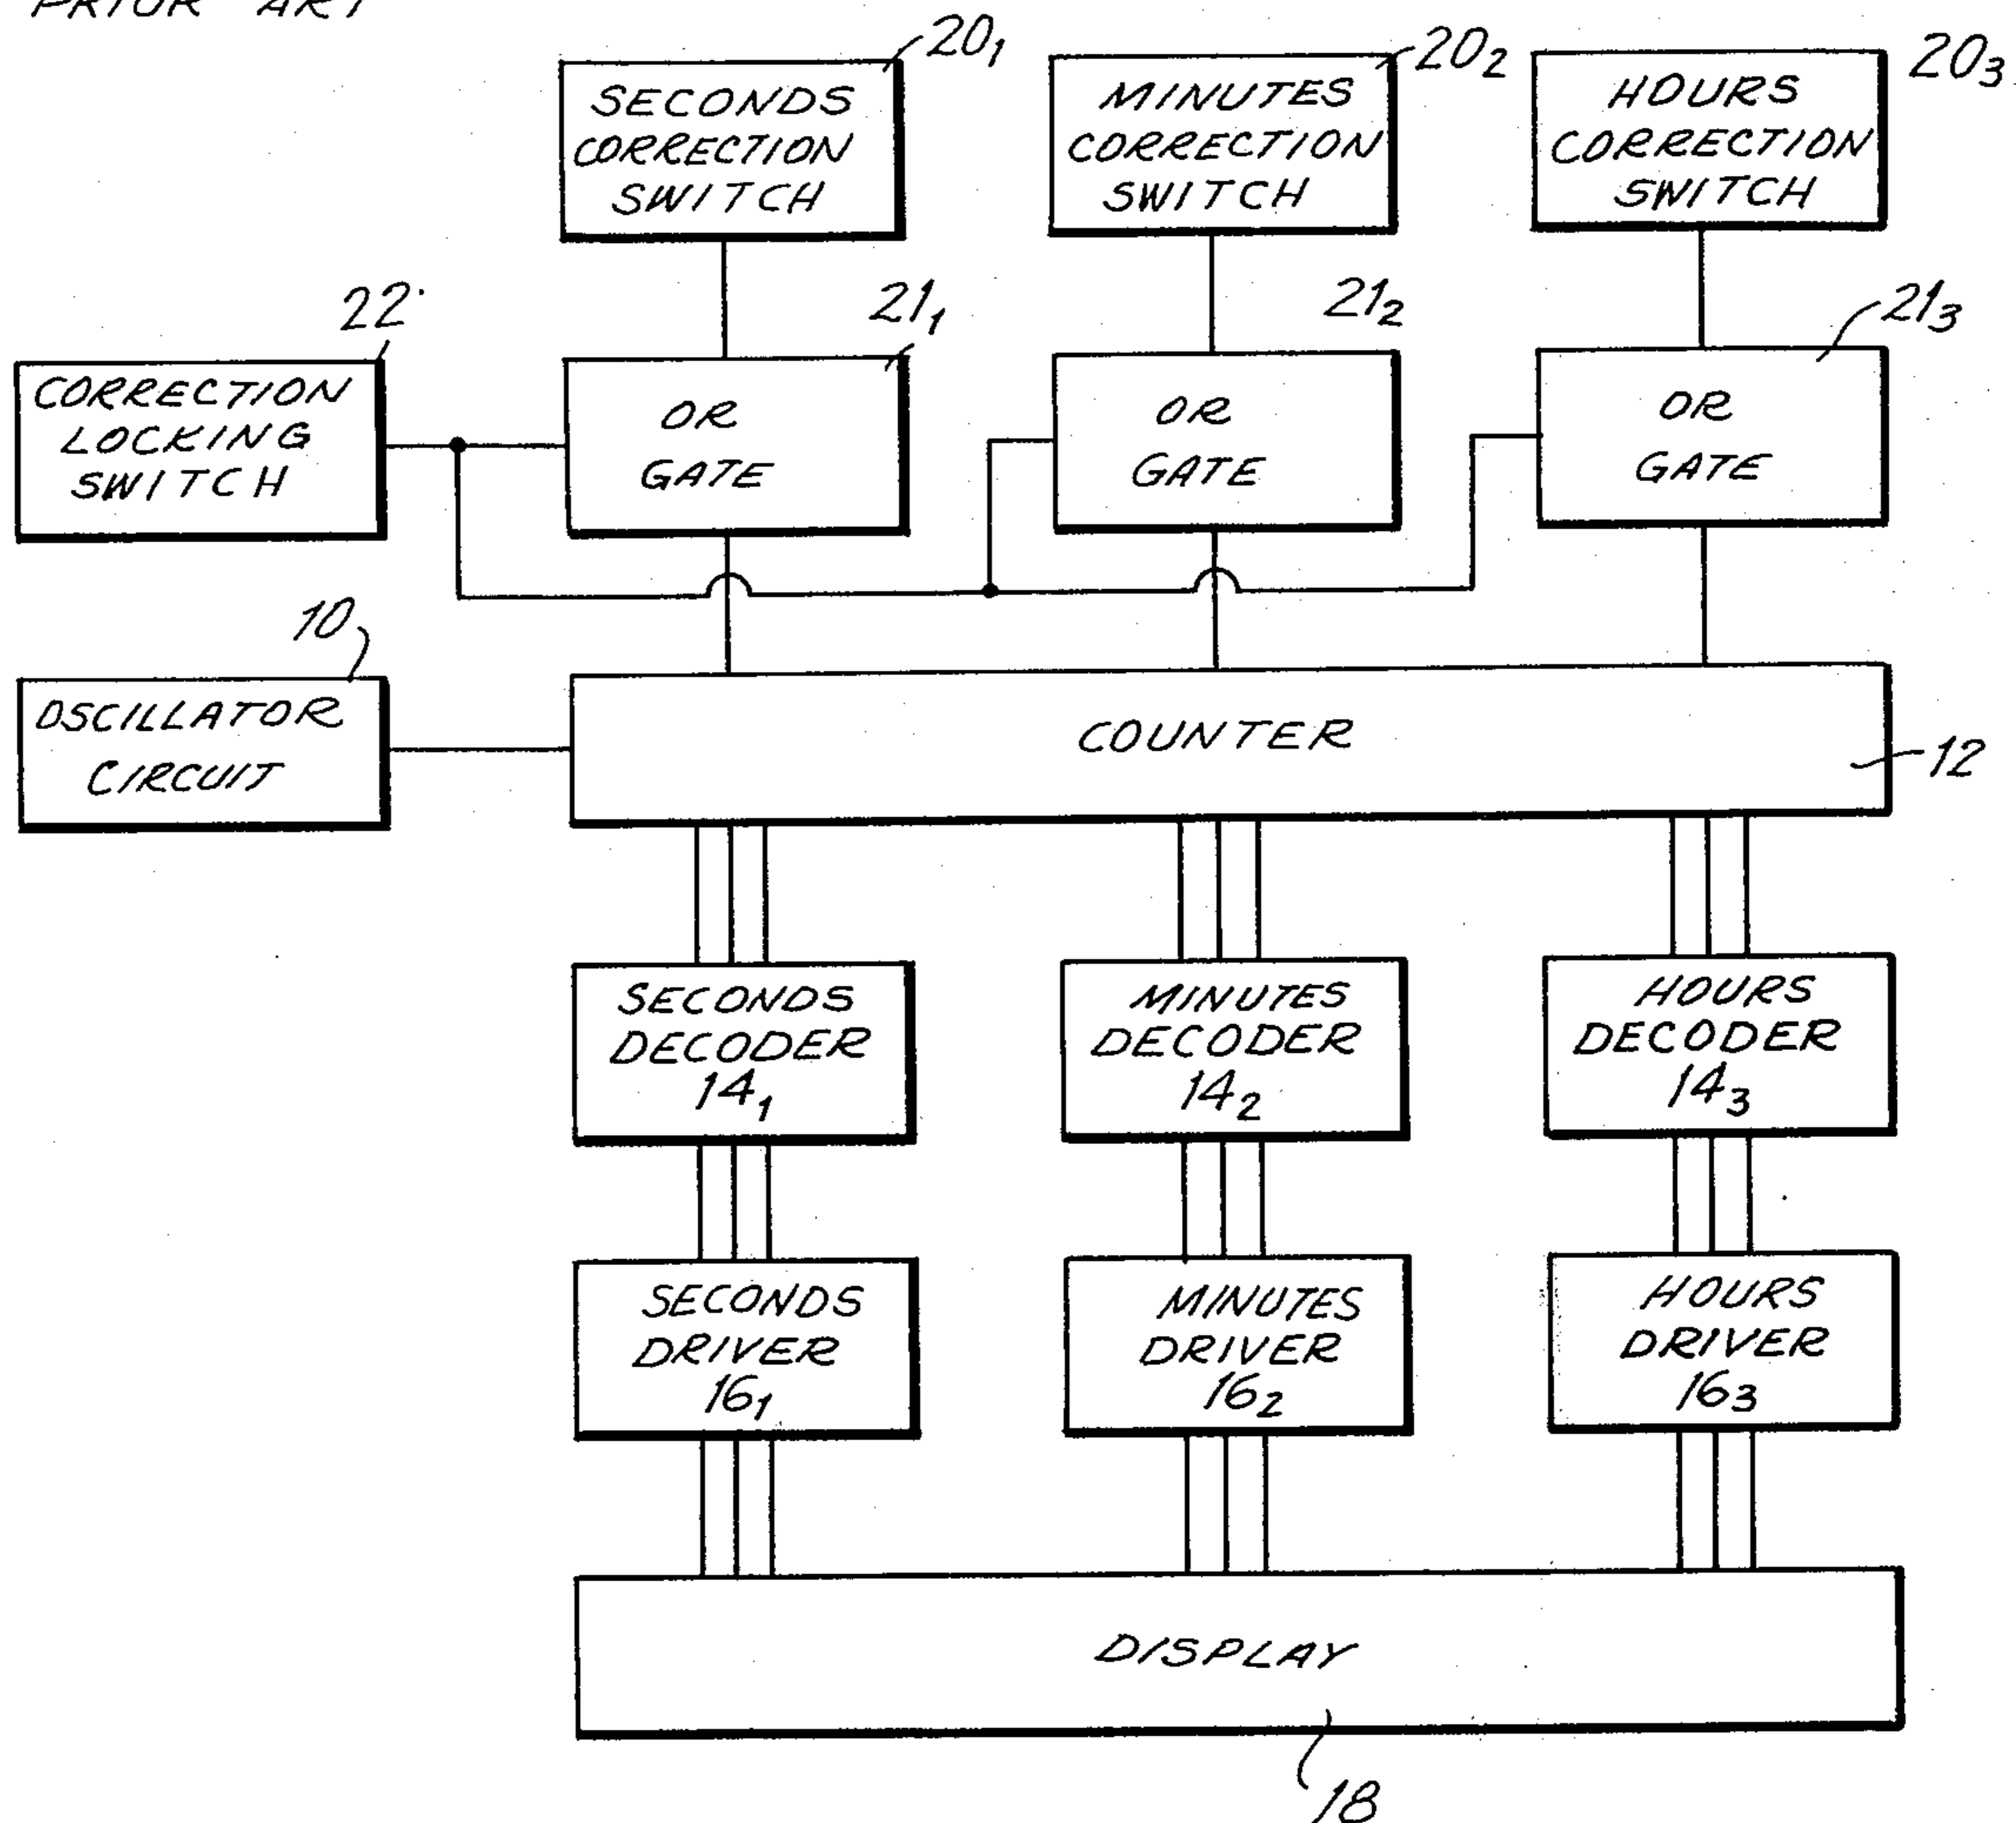 PRIOR ART
20₁
20₂
20₃
SECONDS
CORRECTION
SWITCH
MINUTES
CORRECTION
SWITCH
HOURS
CORRECTION
SWITCH
22
21₁
21₂
21₃
CORRECTION
LOCKING
SWITCH
OR
GATE
OR
GATE
OR
GATE
10
OSCILLATOR
CIRCUIT
COUNTER
12
SECONDS
DECODER
14₁
MINUTES
DECODER
14₂
HOURS
DECODER
14₃
SECONDS
DRIVER
16₁
MINUTES
DRIVER
16₂
HOURS
DRIVER
16₃
DISPLAY
18